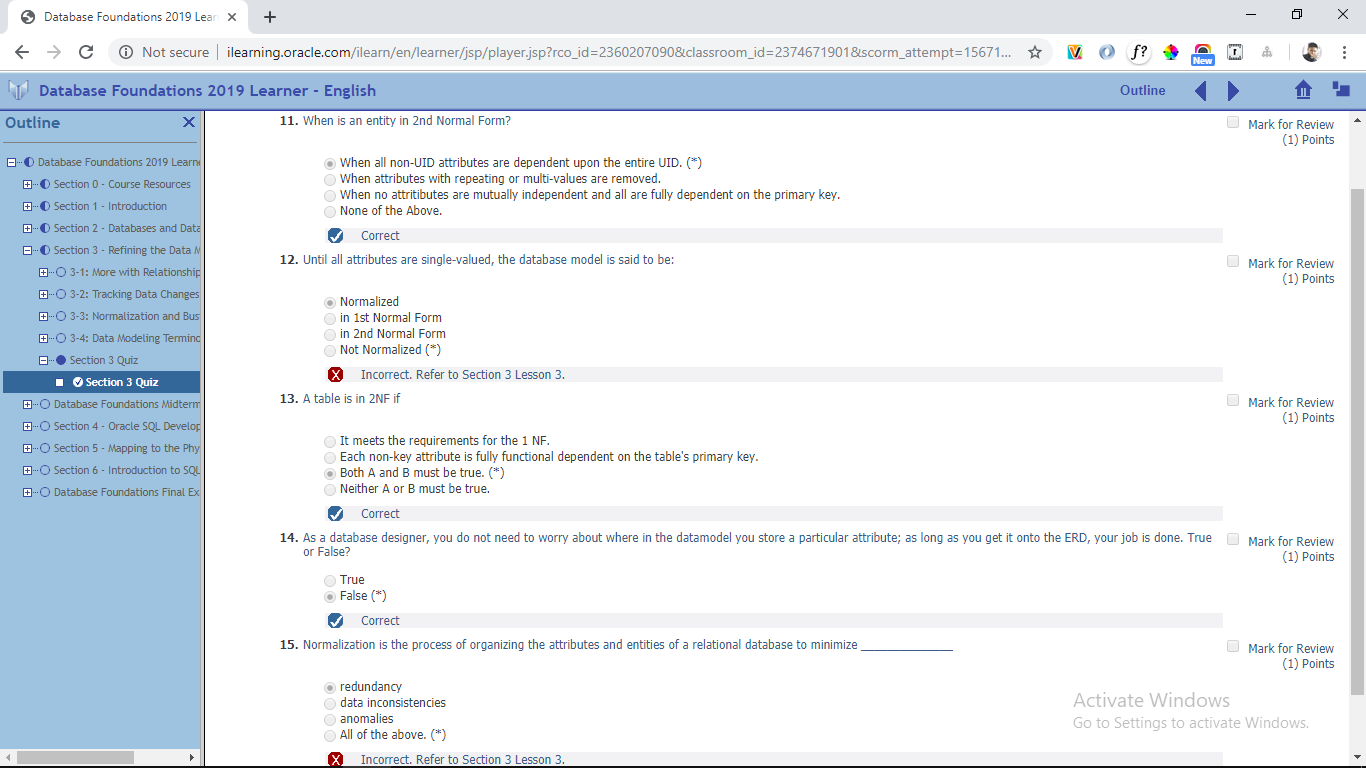 Database Foundations 2019 Lear
Not secure
ilearning.oracle.com/ilearn/en/learner/jsp/player.jsp?rco_id=2360207090&classroom_id=2374671901&scorm_attempt=15671...
f?
New
Database Foundations 2019 Learner - English
Outline
Outline
Database Foundations 2019 Learne
Section 0 - Course Resources
Section 1 - Introduction
Section 2 - Databases and Data
Section 3 - Refining the Data M
3-1: More with Relationship
3-2: Tracking Data Changes
3-3: Normalization and Bus
3-4: Data Modeling Terminc
Section 3 Quiz
Section 3 Quiz
Database Foundations Midterm
Section 4 - Oracle SQL Develop
Section 5 - Mapping to the Phy
Section 6 - Introduction to SQL
Database Foundations Final Ex
11. When is an entity in 2nd Normal Form?
Mark for Review
(1) Points
When all non-UID attributes are dependent upon the entire UID. (*)
When attributes with repeating or multi-values are removed.
When no attritibutes are mutually independent and all are fully dependent on the primary key.
None of the Above.
Correct
12. Until all attributes are single-valued, the database model is said to be:
Mark for Review
(1) Points
Normalized
in 1st Normal Form
in 2nd Normal Form
Not Normalized (*)
Incorrect. Refer to Section 3 Lesson 3.
13. A table is in 2NF if
Mark for Review
(1) Points
It meets the requirements for the 1 NF.
Each non-key attribute is fully functional dependent on the table's primary key.
Both A and B must be true. (*)
Neither A or B must be true.
Correct
14. As a database designer, you do not need to worry about where in the datamodel you store a particular attribute; as long as you get it onto the ERD, your job is done. True
or False?
Mark for Review
(1) Points
True
False (*)
Correct
15. Normalization is the process of organizing the attributes and entities of a relational database to minimize ______________
Mark for Review
(1) Points
redundancy
data inconsistencies
anomalies
All of the above. (*)
Incorrect. Refer to Section 3 Lesson 3.
Activate Windows
Go to Settings to activate Windows.